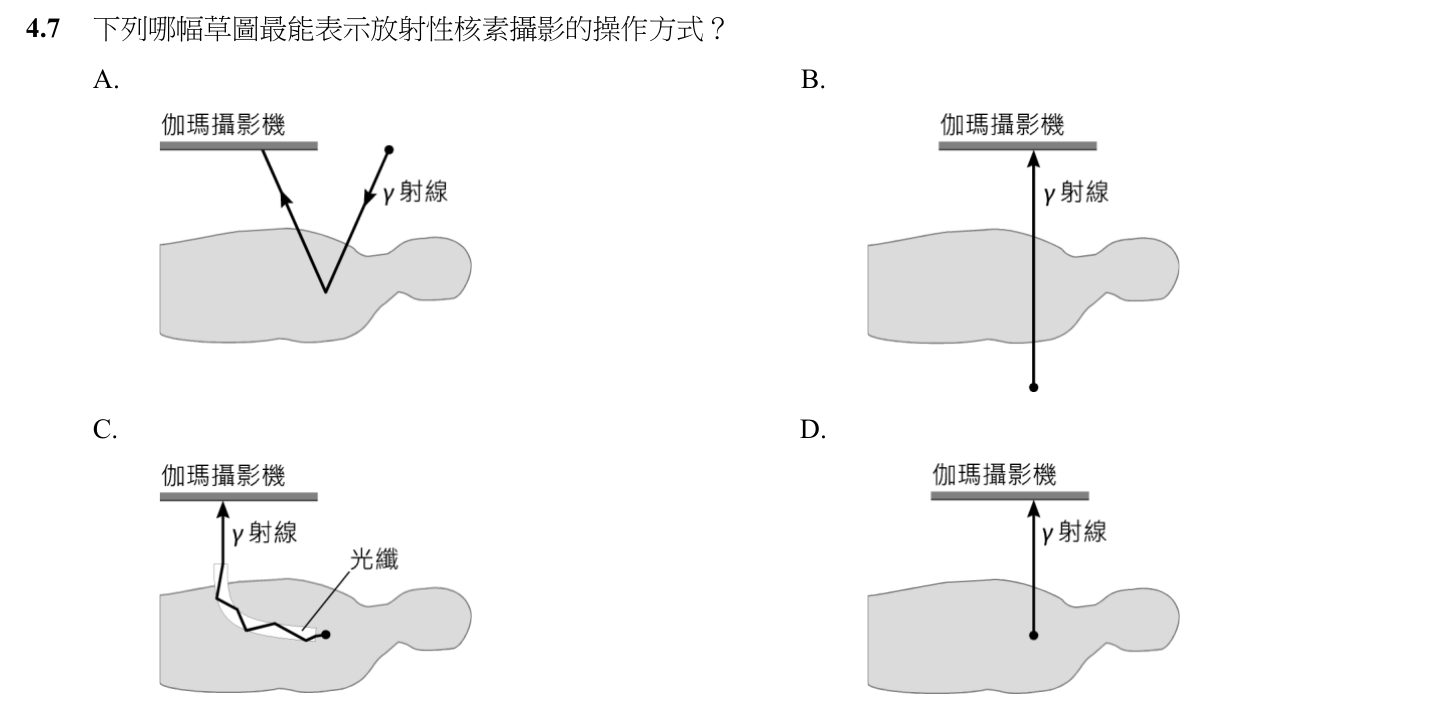 4.7 下列哪幅草圖最能表示放射性核素攝影的操作方式？
A.
伽瑪攝影機
γ 射線
B.
伽瑪攝影機
γ 射線
C.
伽瑪攝影機
γ 射線
光纖
D.
伽瑪攝影機
γ 射線